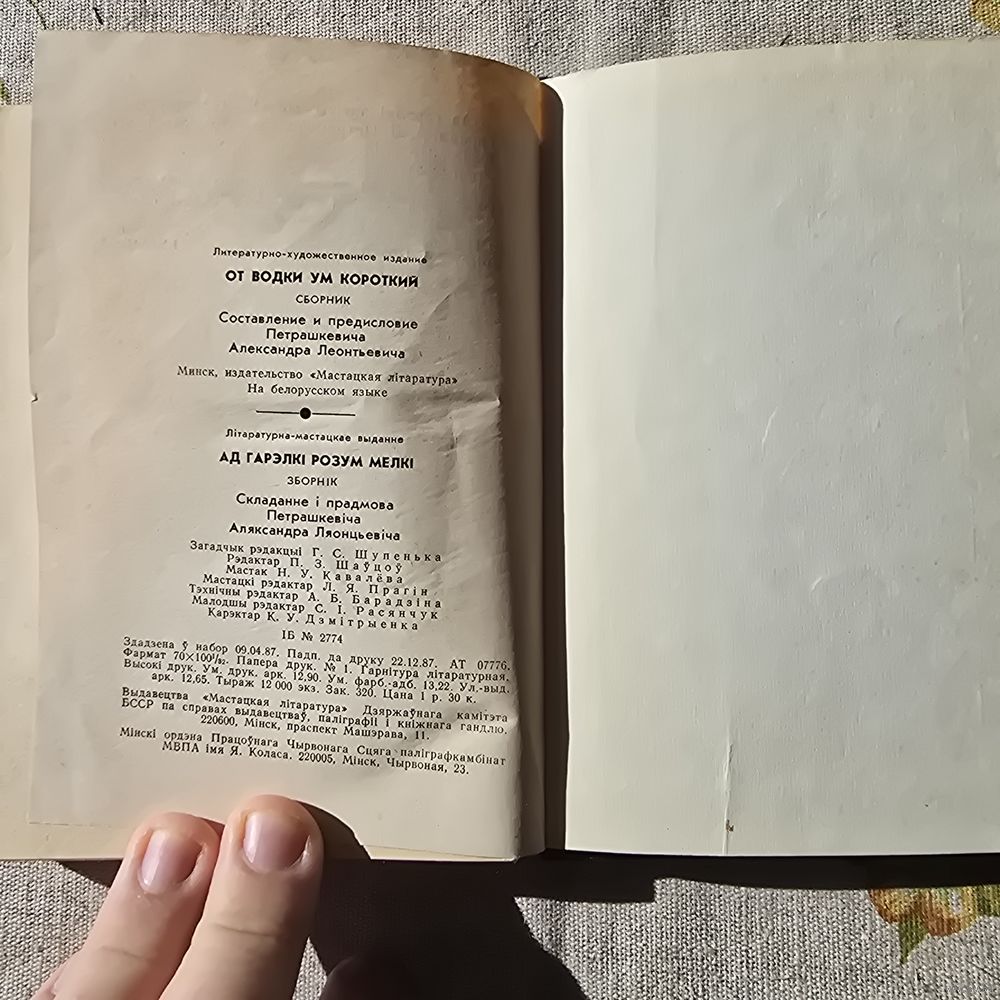 Литературно-художественное издание
ОТ ВОДКИ УМ КОРОТКИЙ
СБОРНИК
Составление и предисловие
Петрашкевича
Александра Леонтьевича
Минск, издательство «Мастацкая літаратура»
На белорусском языке
Літаратурна-мастацкае выданне
АД ГАРЭЛКІ РОЗУМ МЕЛКІ
ЗБОРНІК
Складанне і прадмова
Петрашкевіча
Аляксандра Ляонцьевіча
Загадчык рэдакцыі Г. С. Шупенька
Рэдактар П. З. Шаўцоў
Мастак Н. У. Кавалёва
Мастацкі рэдактар Л. Я. Прагін
Тэхнічны рэдактар А. Б. Барадзіна
Малодшы рэдактар С. І. Расянчук
Карэктар К. У. Дзмітрыенка
ІБ № 2774
Здадзена ў набор 09.04.87. Падп. да друку 22.12.87. АТ 07776.
Фармат 70×100¹/₃₂. Папера друк. № 1. Гарнітура літаратурная.
Высокі друк. Ум. друк. арк. 12,90. Ум. фарб.-адб. 13,22. Ул.-выд.
арк. 12,65. Тыраж 12 000 экз. Зак. 320. Цана 1 р. 30 к.
Выдавецтва «Мастацкая літаратура» Дзяржаўнага камітэта
БССР па справах выдавецтваў, паліграфіі і кніжнага гандлю.
220600, Мінск, праспект Машэрава, 11.
Мінскі ордэна Працоўнага Чырвонага Сцяга паліграфкамбінат
МВПА імя Я. Коласа. 220005, Мінск, Чырвоная, 23.